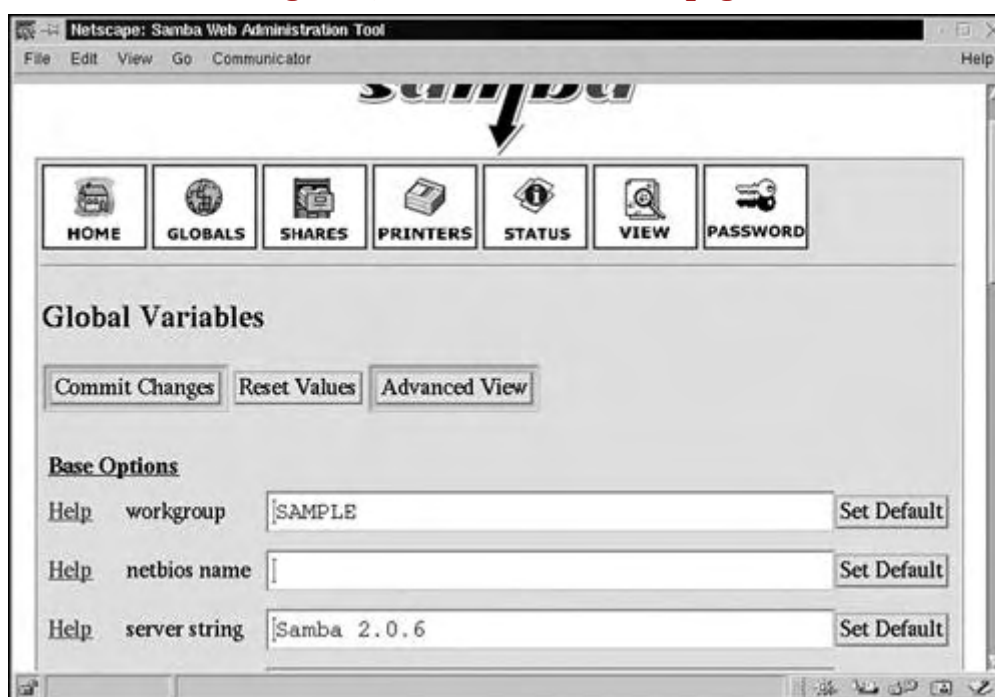 Netscape: Samba Web Administration Tool
File Edit View Go Communicator Help
samba
HOME GLOBALS SHARES PRINTERS STATUS VIEW PASSWORD
Global Variables
Commit Changes Reset Values Advanced View
Base Options
Help workgroup SAMPLE Set Default
Help netbios name Set Default
Help server string Samba 2.0.6 Set Default